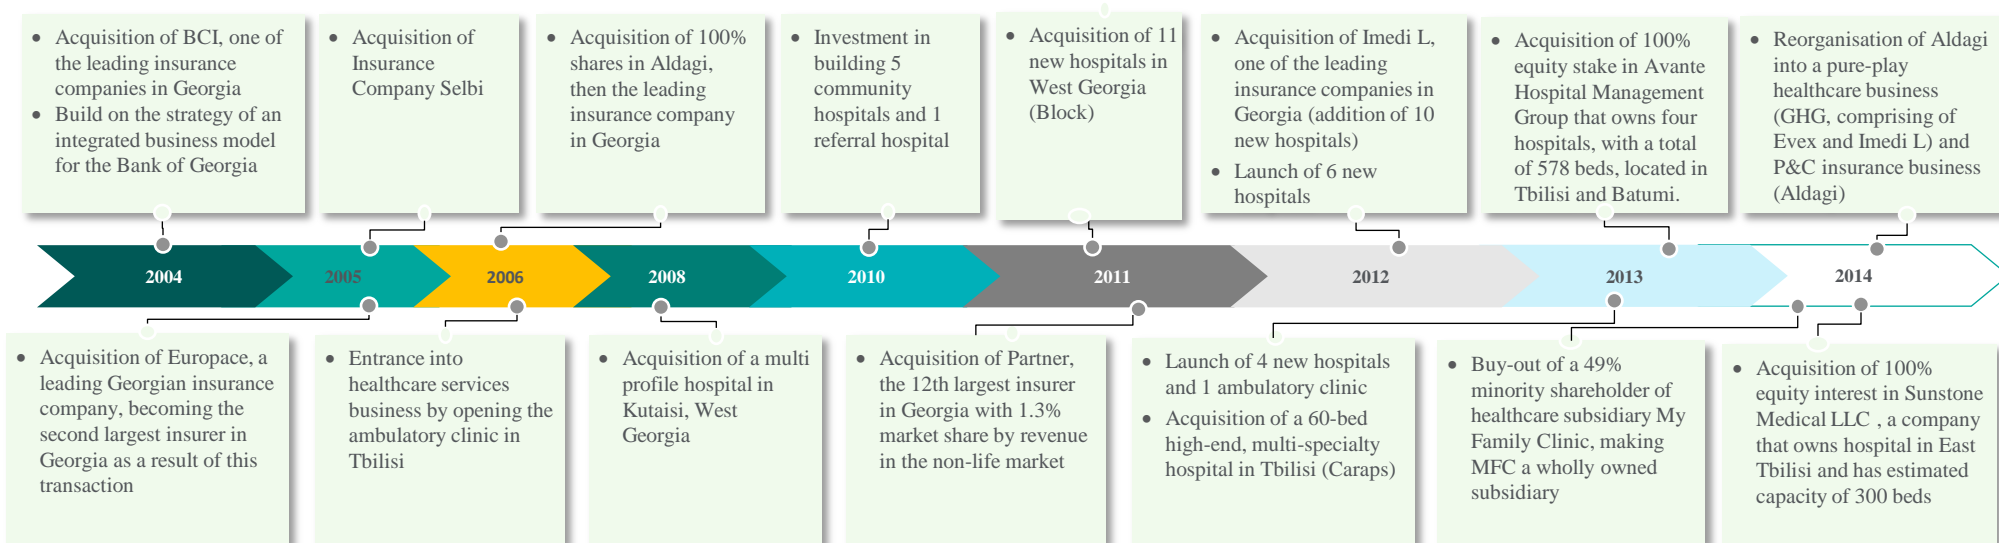 • Acquisition of BCI, one of
the leading insurance
companies in Georgia
• Build on the strategy of an
integrated business model
for the Bank of Georgia
• Acquisition of
Insurance
Company Selbi
• Acquisition of 100%
shares in Aldagi,
then the leading
insurance company
in Georgia
• Investment in
building 5
community
hospitals and 1
referral hospital
• Acquisition of 11
new hospitals in
West Georgia
(Block)
• Acquisition of Imedi L,
one of the leading
insurance companies in
Georgia (addition of 10
new hospitals)
• Launch of 6 new
hospitals
• Acquisition of 100%
equity stake in Avante
Hospital Management
Group that owns four
hospitals, with a total
of 578 beds, located in
Tbilisi and Batumi.
• Reorganisation of Aldagi
into a pure-play
healthcare business
(GHG, comprising of
Evex and Imedi L) and
P&C insurance business
(Aldagi)
2004
2005
2006
2008
2010
2011
2012
2013
2014
• Acquisition of Europace, a
leading Georgian insurance
company, becoming the
second largest insurer in
Georgia as a result of this
transaction
• Entrance into
healthcare services
business by opening the
ambulatory clinic in
Tbilisi
• Acquisition of a multi
profile hospital in
Kutaisi, West
Georgia
• Acquisition of Partner,
the 12th largest insurer
in Georgia with 1.3%
market share by revenue
in the non-life market
• Launch of 4 new hospitals
and 1 ambulatory clinic
• Acquisition of a 60-bed
high-end, multi-specialty
hospital in Tbilisi (Caraps)
• Buy-out of a 49%
minority shareholder of
healthcare subsidiary My
Family Clinic, making
MFC a wholly owned
subsidiary
• Acquisition of 100%
equity interest in Sunstone
Medical LLC , a company
that owns hospital in East
Tbilisi and has estimated
capacity of 300 beds